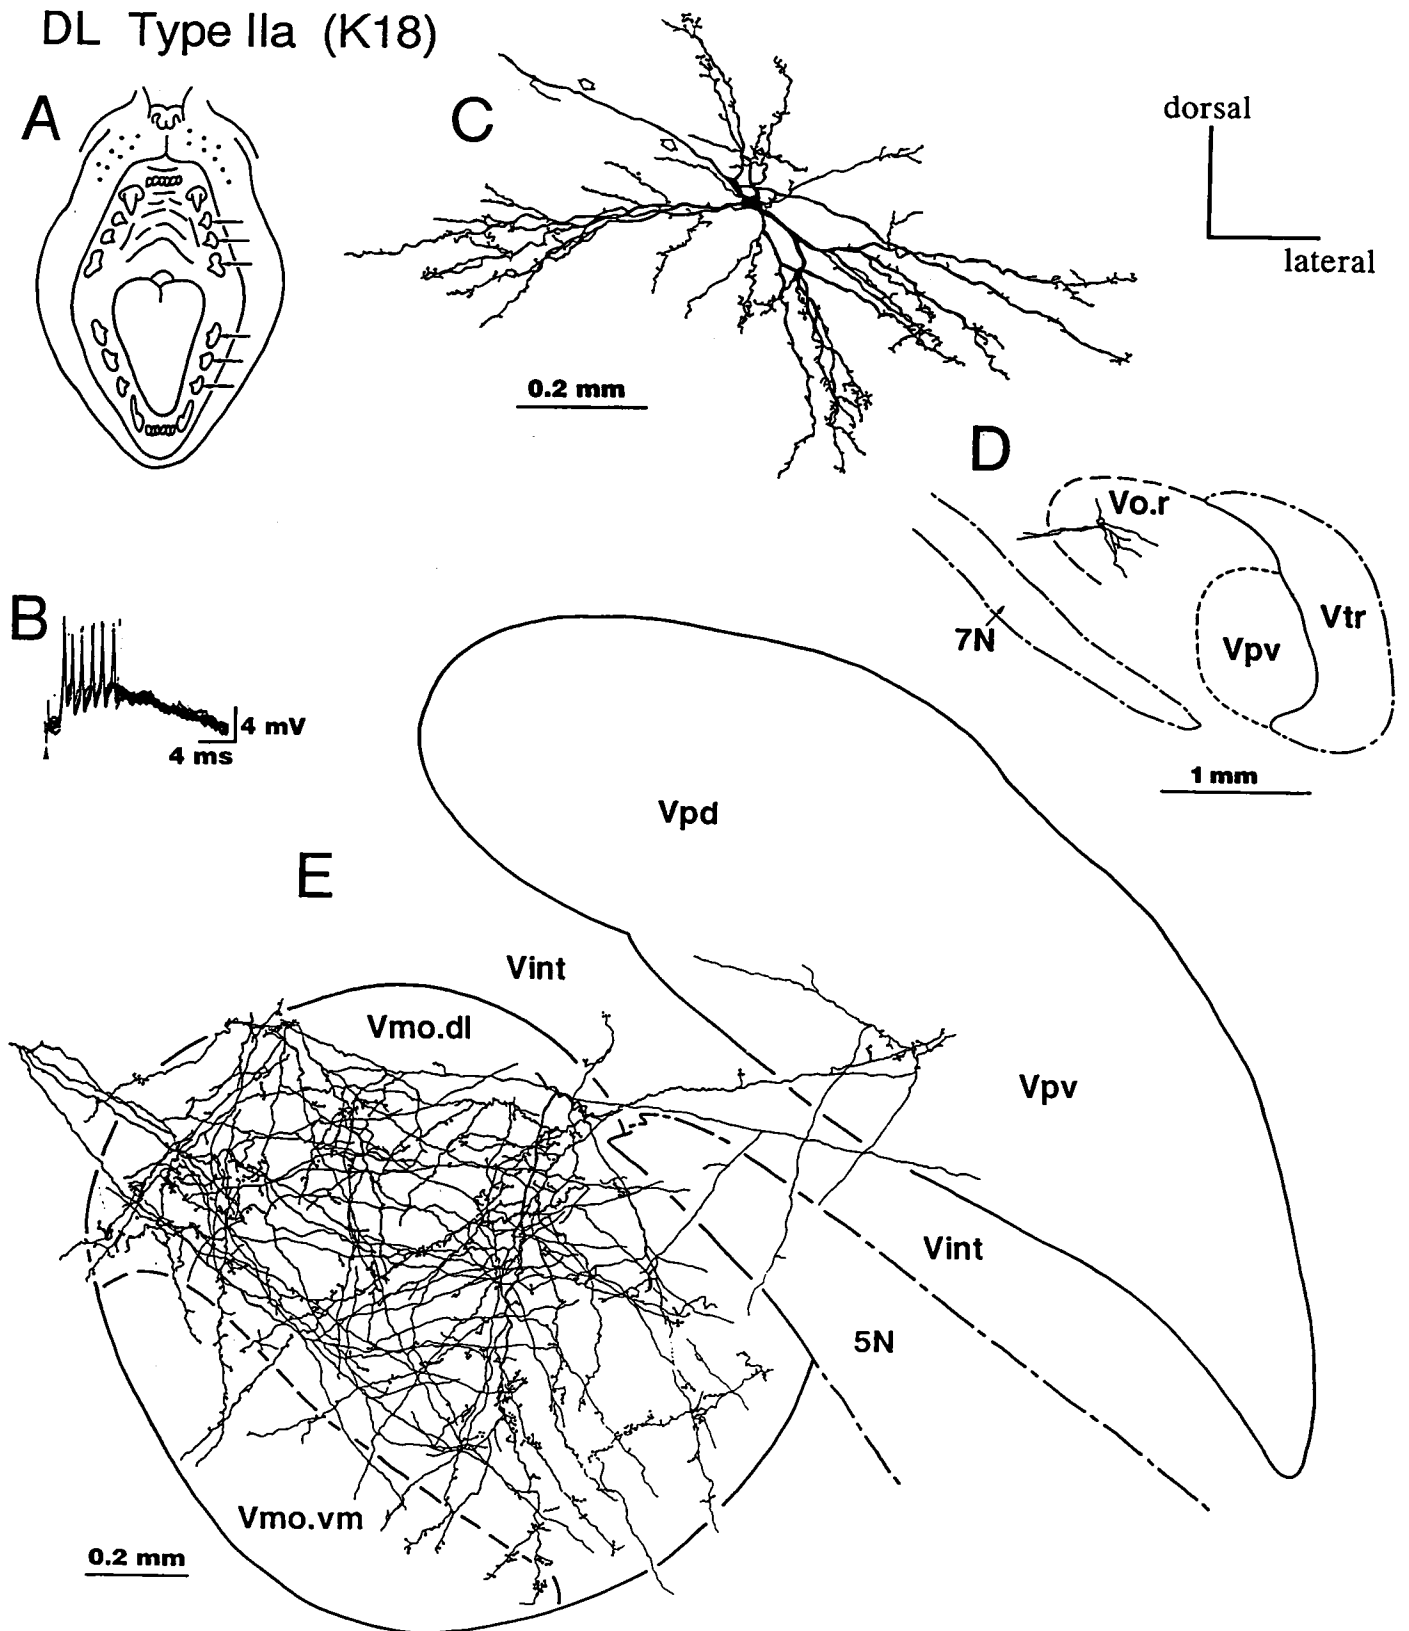 DL Type IIa (K18)
A
C
dorsal
lateral
0.2 mm
D
Vo.r
7N
Vpv
Vtr
1 mm
B
4 mV
4 ms
Vpd
E
Vint
Vmo.dl
Vpv
Vint
5N
Vmo.vm
0.2 mm